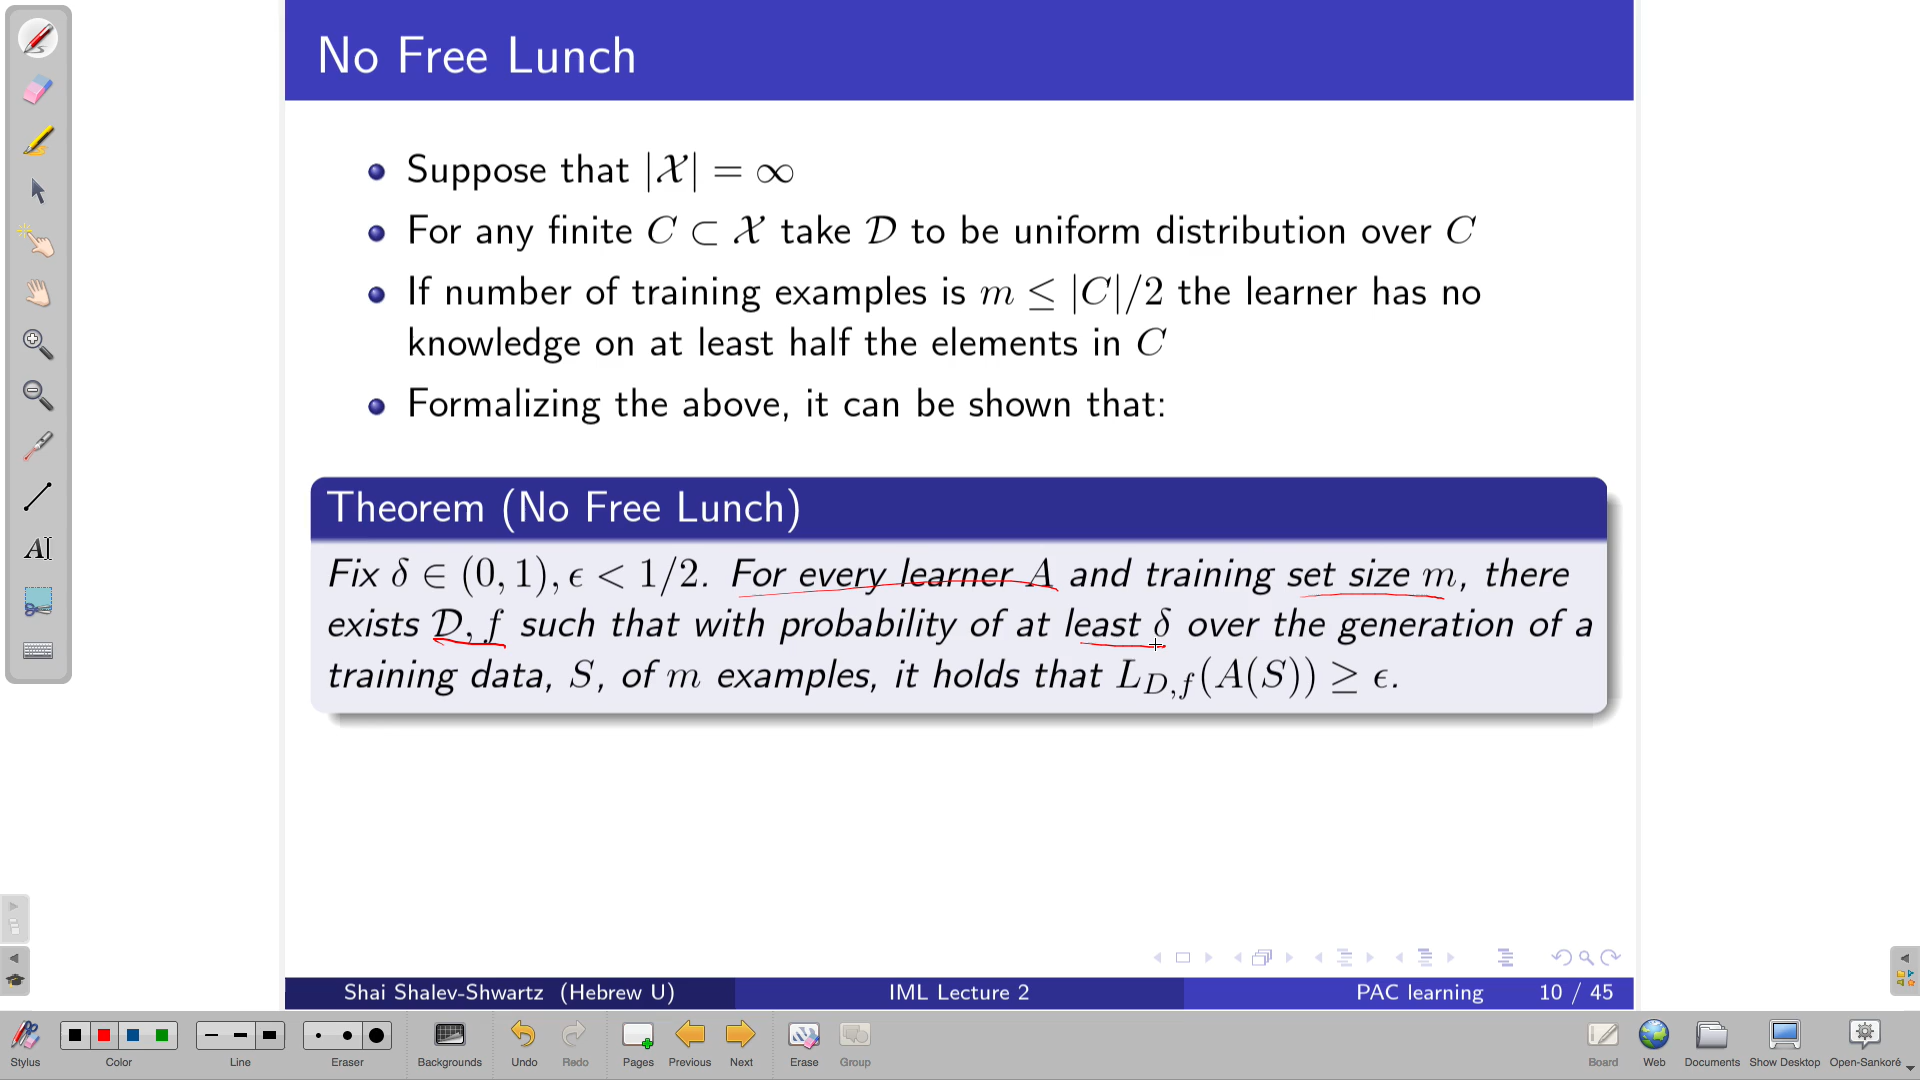 No Free Lunch
Suppose that |𝒳| = ∞
For any finite C ⊂ 𝒳 take 𝒟 to be uniform distribution over C
If number of training examples is m ≤ |C|/2 the learner has no
knowledge on at least half the elements in C
Formalizing the above, it can be shown that:
Theorem (No Free Lunch)
Fix δ ∈ (0, 1), ϵ < 1/2. For every learner A and training set size m, there
exists 𝒟, f such that with probability of at least δ over the generation of a
training data, S, of m examples, it holds that L_{D,f}(A(S)) ≥ ϵ.
Shai Shalev-Shwartz (Hebrew U) IML Lecture 2 PAC learning 10 / 45
Stylus Color Line Eraser Backgrounds Undo Redo Pages Previous Next Erase Group Board Web Documents Show Desktop Open-Sankoré